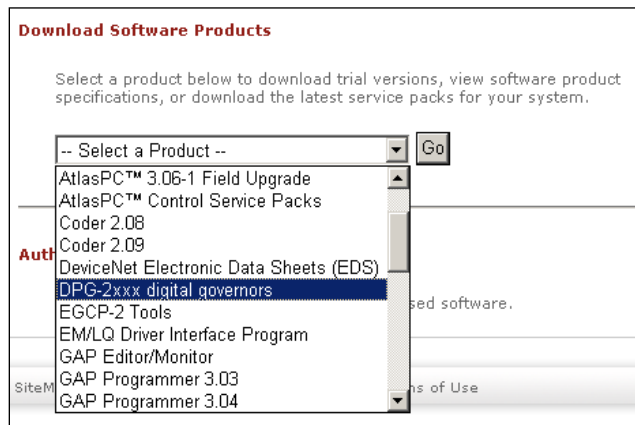 Download Software Products
Select a product below to download trial versions, view software product
specifications, or download the latest service packs for your system.
-- Select a Product --
Go
AtlasPC™ 3.06-1 Field Upgrade
AtlasPC™ Control Service Packs
Coder 2.08
Coder 2.09
Auth
DeviceNet Electronic Data Sheets (EDS)
DPG-2xxx digital governors
sed software.
EGCP-2 Tools
EM/LQ Driver Interface Program
GAP Editor/Monitor
GAP Programmer 3.03
SiteM
ns of Use
GAP Programmer 3.04